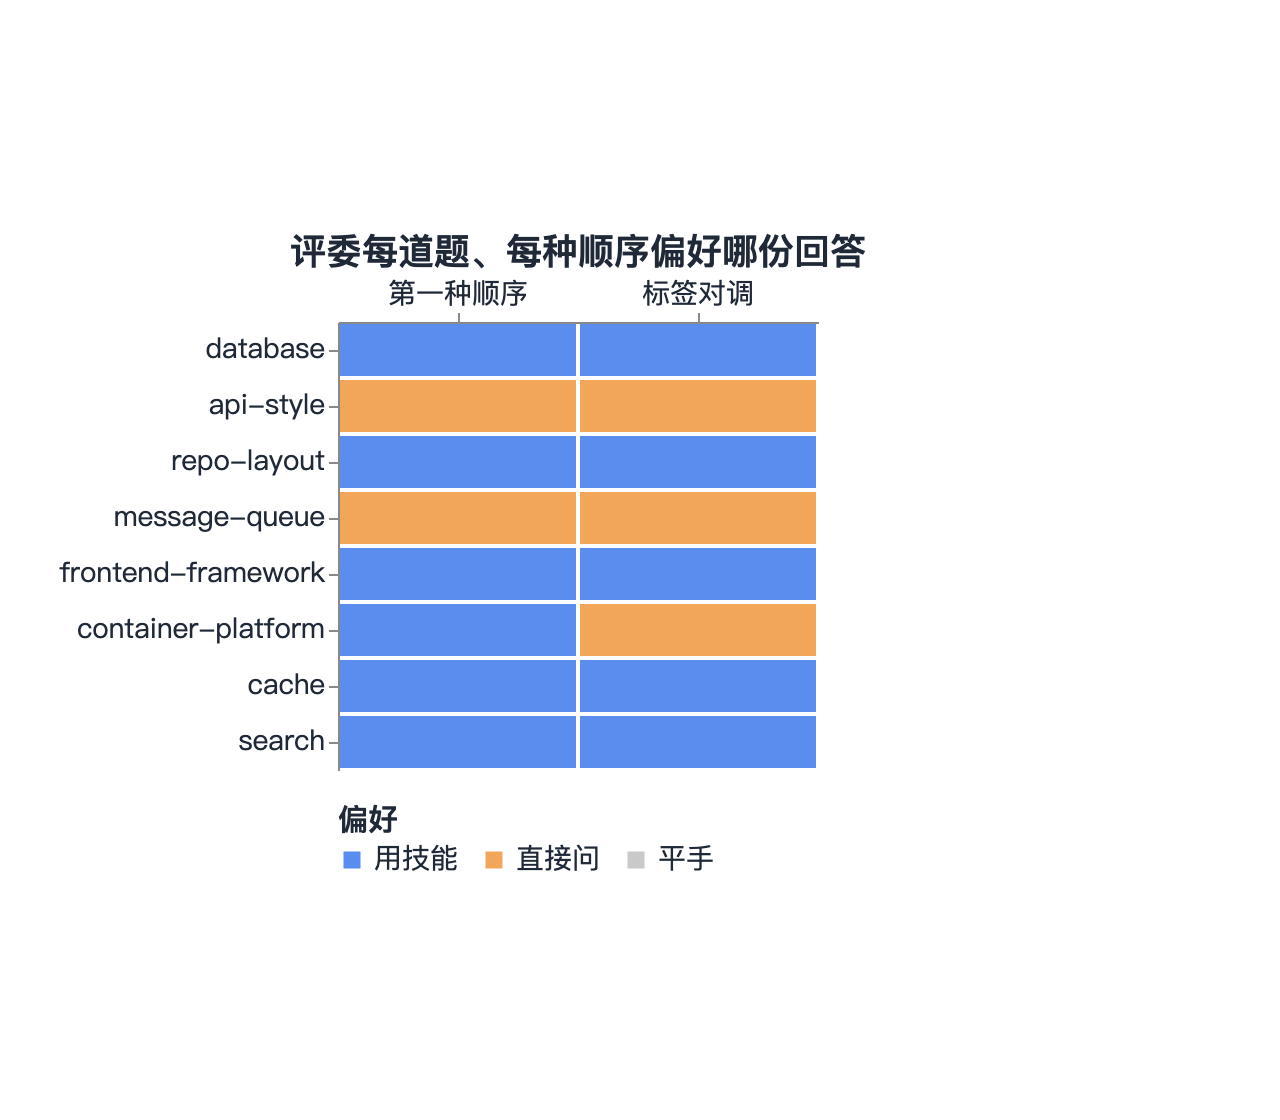 评委每道题、每种顺序偏好哪份回答
第一种顺序 标签对调
database
api-style
repo-layout
message-queue
frontend-framework
container-platform
cache
search
偏好
用技能 直接问 平手